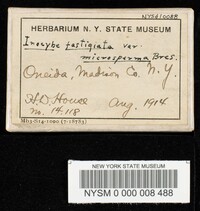 NYSd1008R
HERBARIUM N. Y. STATE MUSEUM
Inocybe fastigiata var.
microsperma Bres.
Oneida, Madison Co. N. Y.
H. D. House Aug. 1914
No. 14.118
NEW YORK STATE MUSEUM
NYSM 0 000 008 488